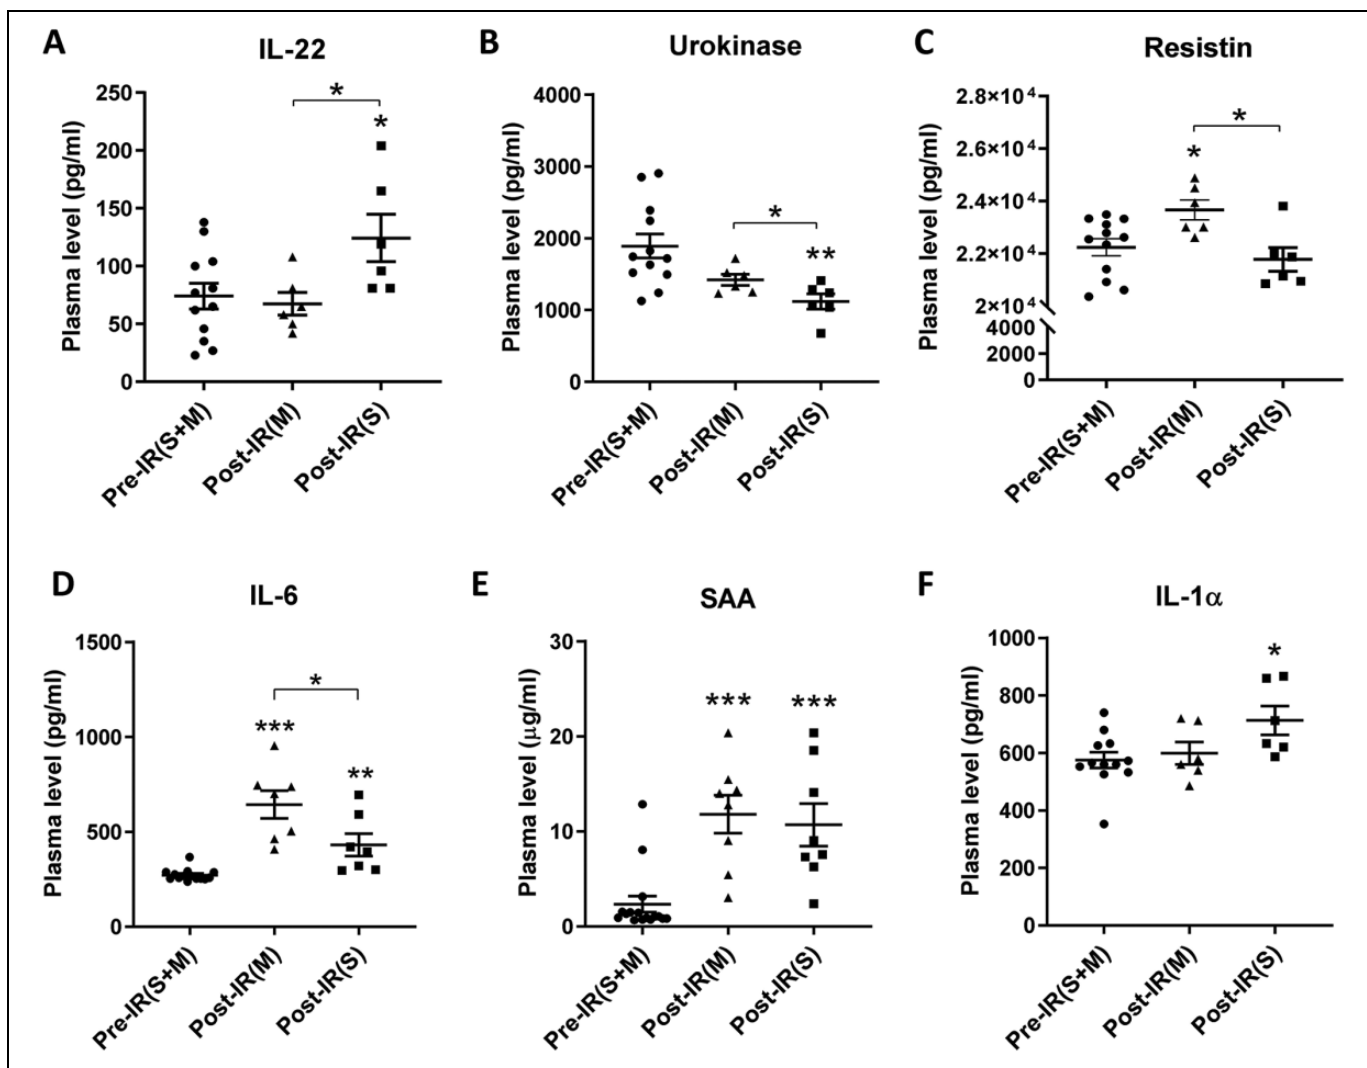 A
IL-22
Plasma level (pg/ml)
250
200
150
100
50
0
*
*
Pre-IR(S+M)
Post-IR(M)
Post-IR(S)
B
Urokinase
Plasma level (pg/ml)
4000
3000
2000
1000
0
*
**
Pre-IR(S+M)
Post-IR(M)
Post-IR(S)
C
Resistin
Plasma level (pg/ml)
2.8×10⁴
2.6×10⁴
2.4×10⁴
2.2×10⁴
2×10⁴
4000
2000
0
*
*
Pre-IR(S+M)
Post-IR(M)
Post-IR(S)
D
IL-6
Plasma level (pg/ml)
1500
1000
500
0
*
***
**
Pre-IR(S+M)
Post-IR(M)
Post-IR(S)
E
SAA
Plasma level (μg/ml)
30
20
10
0
***
***
Pre-IR(S+M)
Post-IR(M)
Post-IR(S)
F
IL-1α
Plasma level (pg/ml)
1000
800
600
400
200
0
*
Pre-IR(S+M)
Post-IR(M)
Post-IR(S)